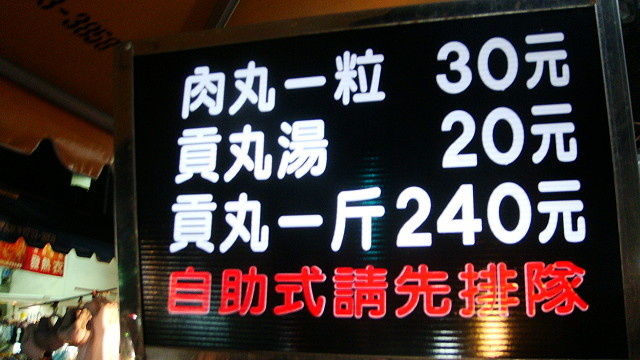 肉丸一粒 30元
貢丸湯 20元
貢丸一斤240元
自助式請先排隊